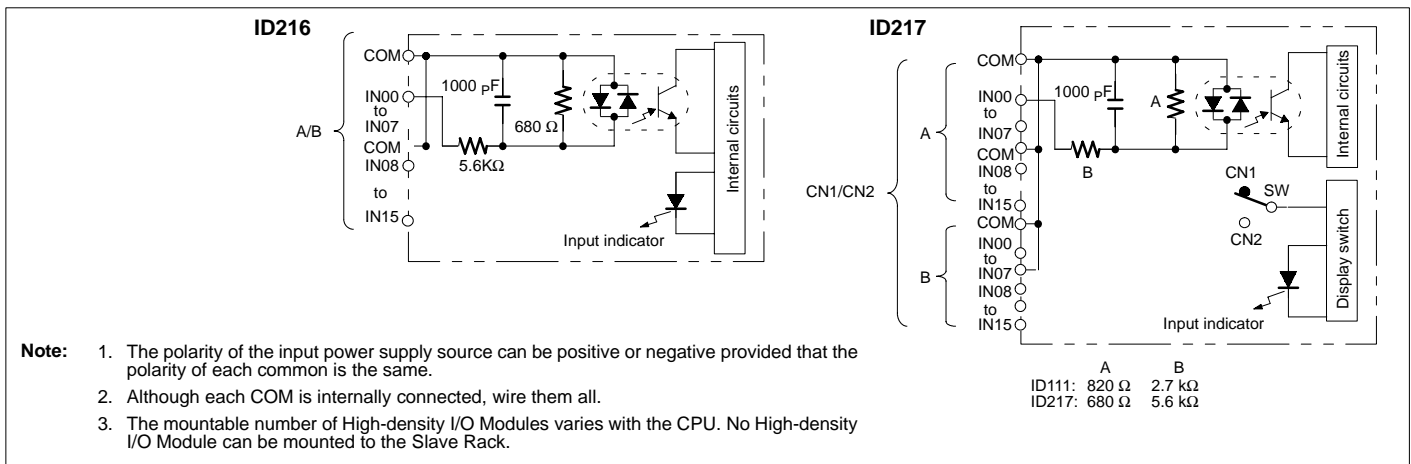 ID216
A/B
COM
IN00
to
IN07
COM
IN08
to
IN15
1000 PF
680 Ω
5.6KΩ
Internal circuits
Input indicator
ID217
CN1/CN2
A
B
COM
IN00
to
IN07
COM
IN08
to
IN15
COM
IN00
to
IN07
IN08
to
IN15
1000 PF
A
B
Internal circuits
CN1
SW
CN2
Display switch
Input indicator
A B
ID111: 820 Ω 2.7 kΩ
ID217: 680 Ω 5.6 kΩ
Note: 1. The polarity of the input power supply source can be positive or negative provided that the
polarity of each common is the same.
2. Although each COM is internally connected, wire them all.
3. The mountable number of High-density I/O Modules varies with the CPU. No High-density
I/O Module can be mounted to the Slave Rack.